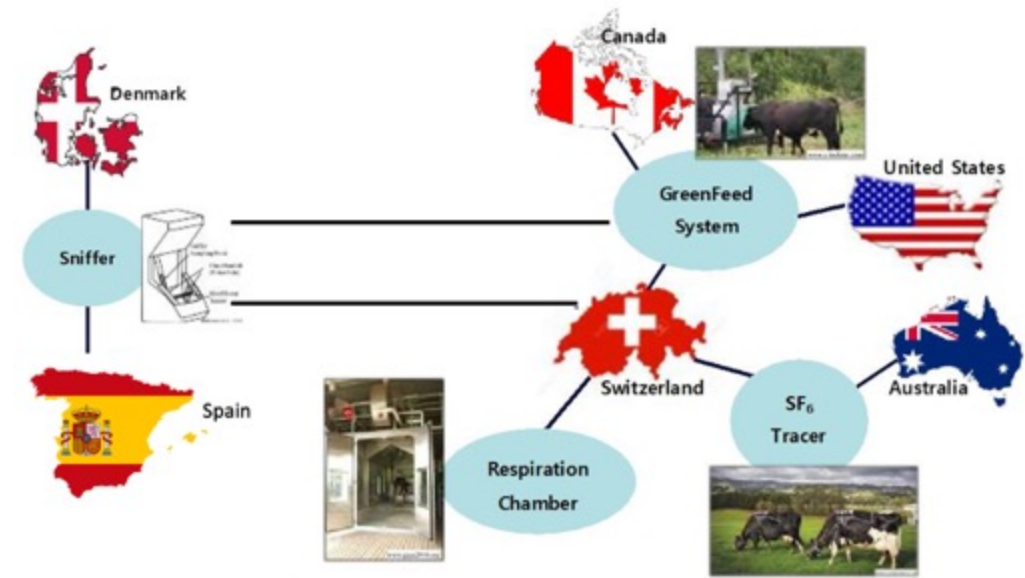 Canada
Denmark
United States
GreenFeed
System
Sniffer
Switzerland
Australia
SF₆
Tracer
Spain
Respiration
Chamber